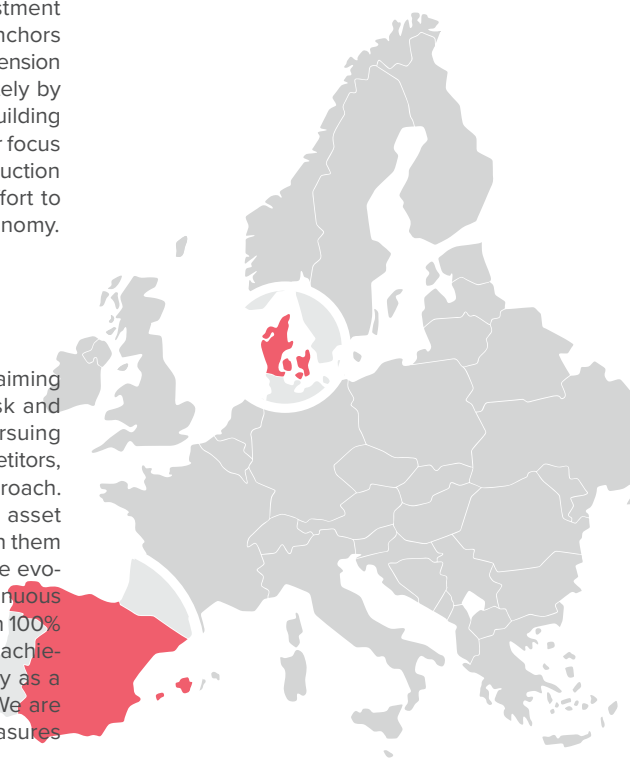 stment
nchors
ension
ely by
uilding
r focus
uction
fort to
nomy.
aiming
sk and
rsuing
etitors,
roach.
asset
n them
e evo-
nuous
n 100%
achie-
y as a
We are
asures